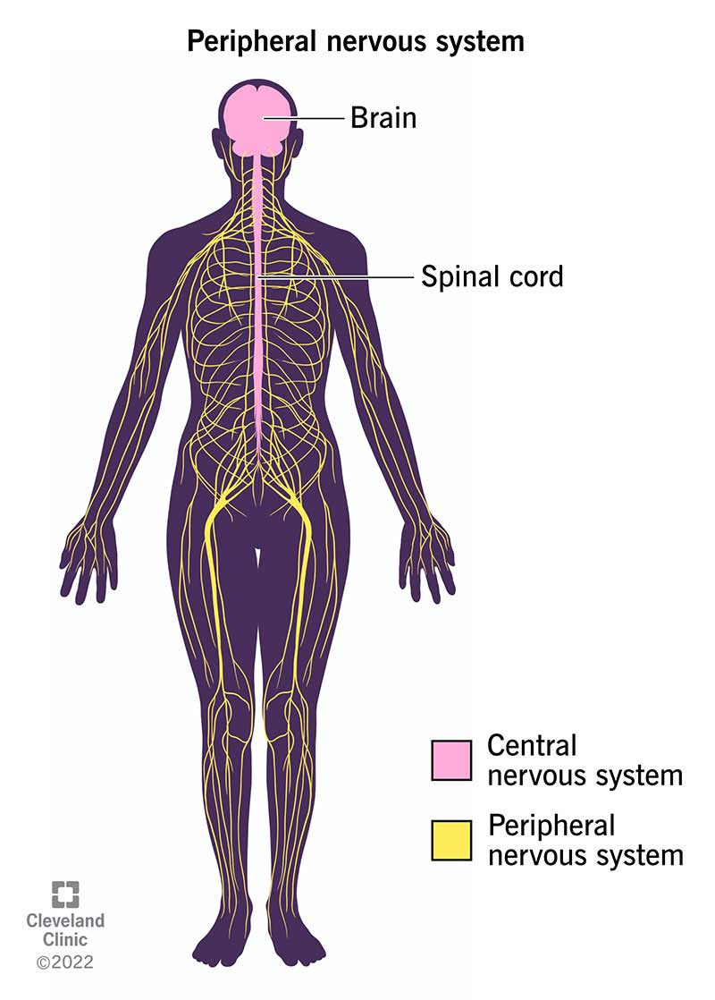 Peripheral nervous system
Brain
Spinal cord
Central
nervous system
Peripheral
nervous system
Cleveland
Clinic
©2022